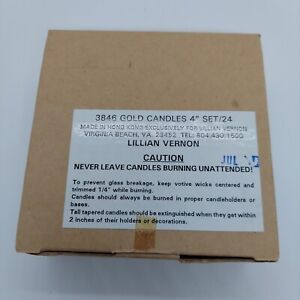 3846 GOLD CANDLES 4" SET/24
MADE IN HONG KONG EXCLUSIVELY FOR LILLIAN VERNON
VIRGINIA BEACH, VA. 23452 TEL: 804.430.1500
LILLIAN VERNON
CAUTION
JUL
NEVER LEAVE CANDLES BURNING UNATTENDED!
To prevent glass breakage, keep votive wicks centered and
trimmed 1/4" while burning.
Candles should always be burned in proper candleholders or
bases.
Tall tapered candles should be extinguished when they get within
2 inches of their holders or decorations.